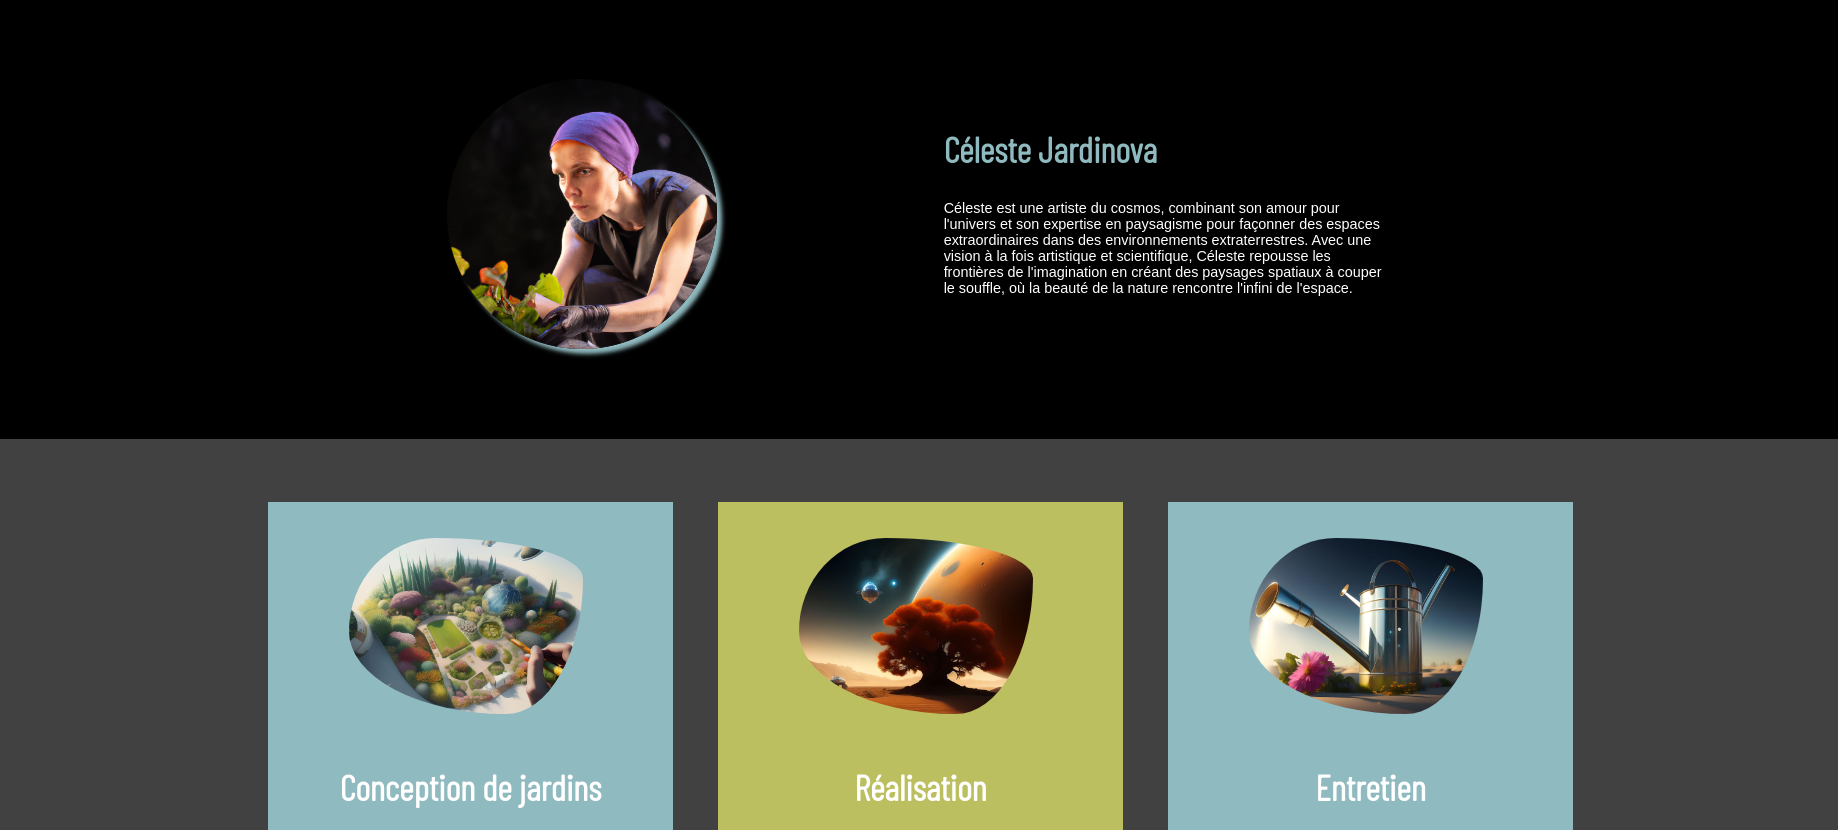 Céleste Jardinova
Céleste est une artiste du cosmos, combinant son amour pour
l'univers et son expertise en paysagisme pour façonner des espaces
extraordinaires dans des environnements extraterrestres. Avec une
vision à la fois artistique et scientifique, Céleste repousse les
frontières de l'imagination en créant des paysages spatiaux à couper
le souffle, où la beauté de la nature rencontre l'infini de l'espace.
Conception de jardins
Réalisation
Entretien